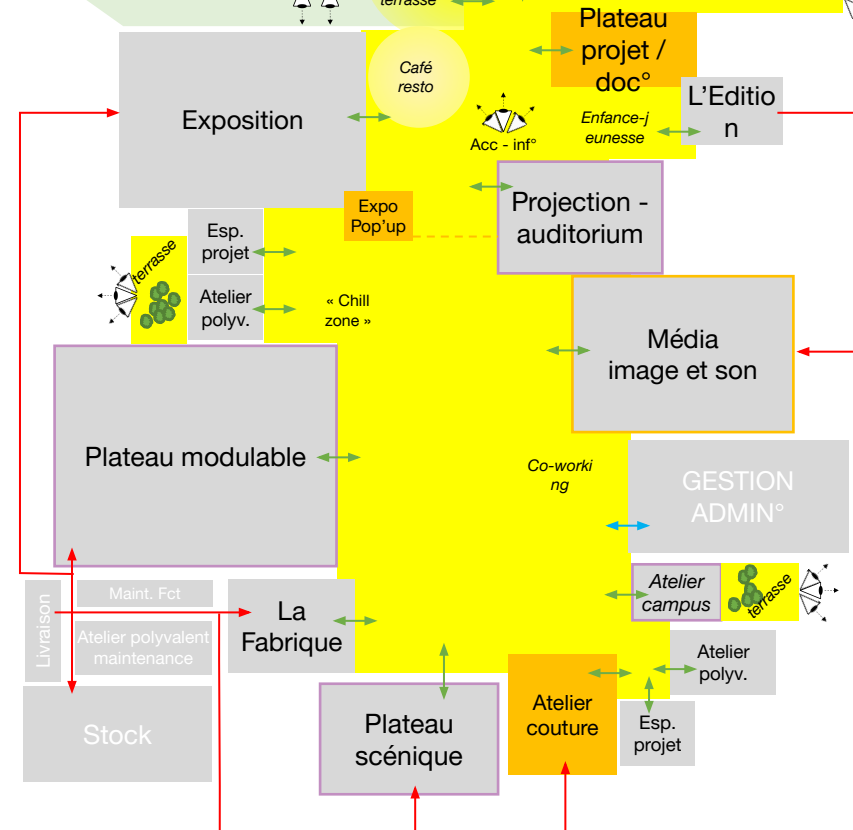 terrasse
Plateau
projet /
doc°
Café
resto
L'Editio
n
Exposition
Enfance-j
eunesse
Acc - inf°
Expo
Pop'up
Projection -
auditorium
Esp.
projet
terrasse
Atelier
polyv.
« Chill
zone »
Média
image et son
Plateau modulable
Co-worki
ng
GESTION
ADMIN°
Livraison
Maint. Fct
Atelier polyvalent
maintenance
La
Fabrique
Atelier
campus
terrasse
Stock
Plateau
scénique
Atelier
couture
Atelier
polyv.
Esp.
projet